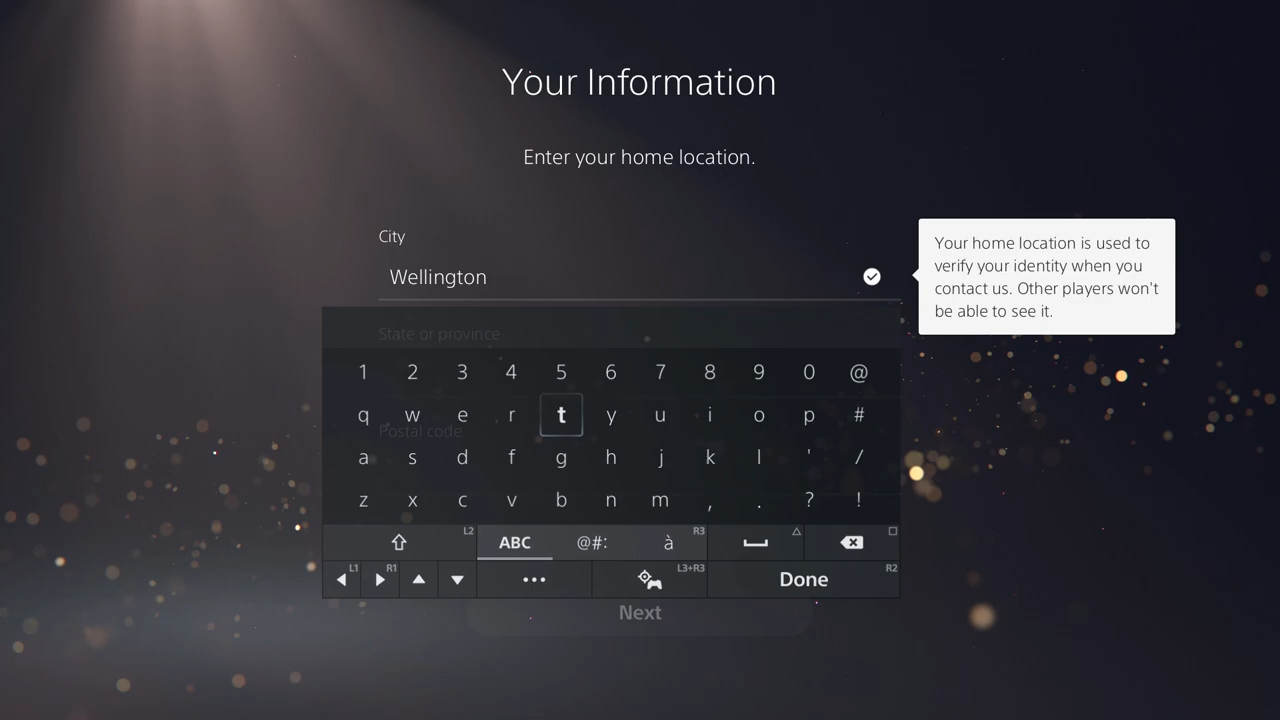 Your Information
Enter your home location.
City
Wellington
Your home location is used to
verify your identity when you
contact us. Other players won't
be able to see it.
State or province
1 2 3 4 5 6 7 8 9 0 @
q w e r t y u i o p #
Postal code
a s d f g h j k l ' /
z x c v b n m , . ? !
L2 ABC @#: à R3 △ □
L1 R1 ••• L3+R3 Done R2
Next